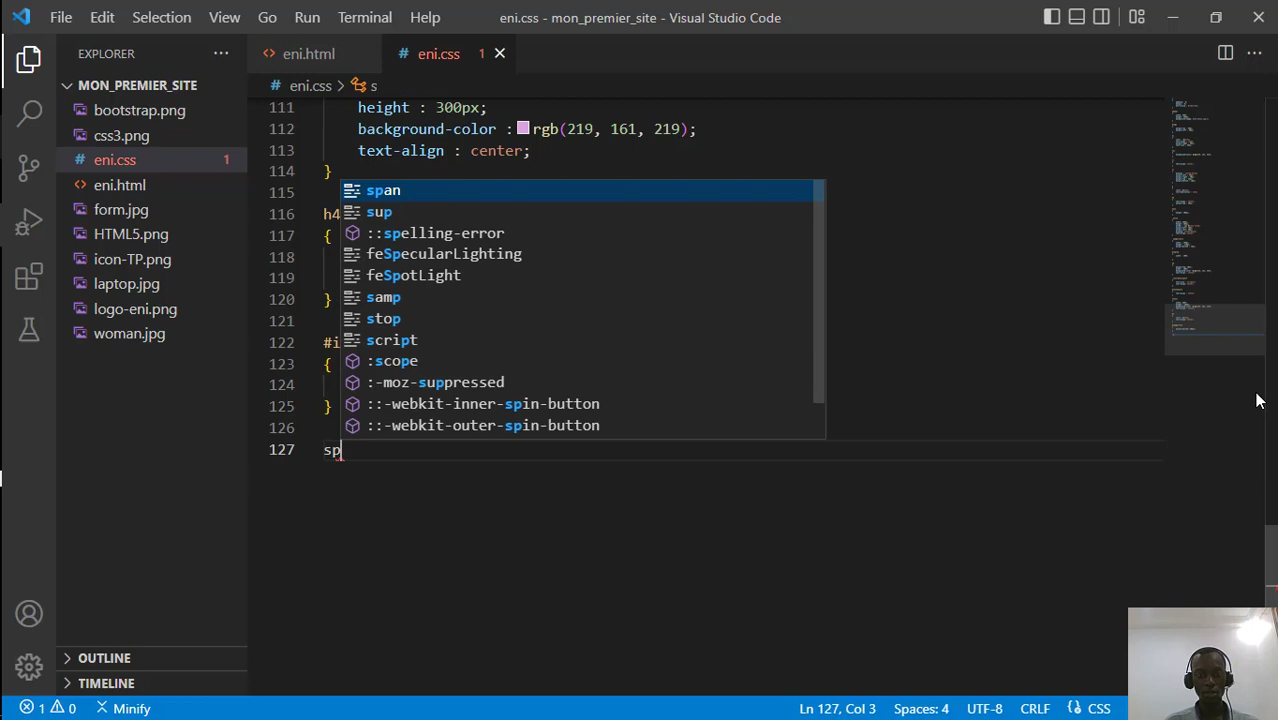 File Edit Selection View Go Run Terminal Help eni.css - mon_premier_site - Visual Studio Code
EXPLORER ··· <> eni.html # eni.css 1
MON_PREMIER_SITE # eni.css > s
bootstrap.png
css3.png
eni.css 1
eni.html
form.jpg
HTML5.png
icon-TP.png
laptop.jpg
logo-eni.png
woman.jpg
OUTLINE
TIMELINE
111 height : 300px;
112 background-color : rgb(219, 161, 219);
113 text-align : center;
114 }
115
116 h4
117 {
118
119
120 }
121
122 #i
123 {
124
125 }
126
127 sp
span
sup
::spelling-error
feSpecularLighting
feSpotLight
samp
stop
script
:scope
::-moz-suppressed
::-webkit-inner-spin-button
::-webkit-outer-spin-button
1 0 Minify Ln 127, Col 3 Spaces: 4 UTF-8 CRLF CSS